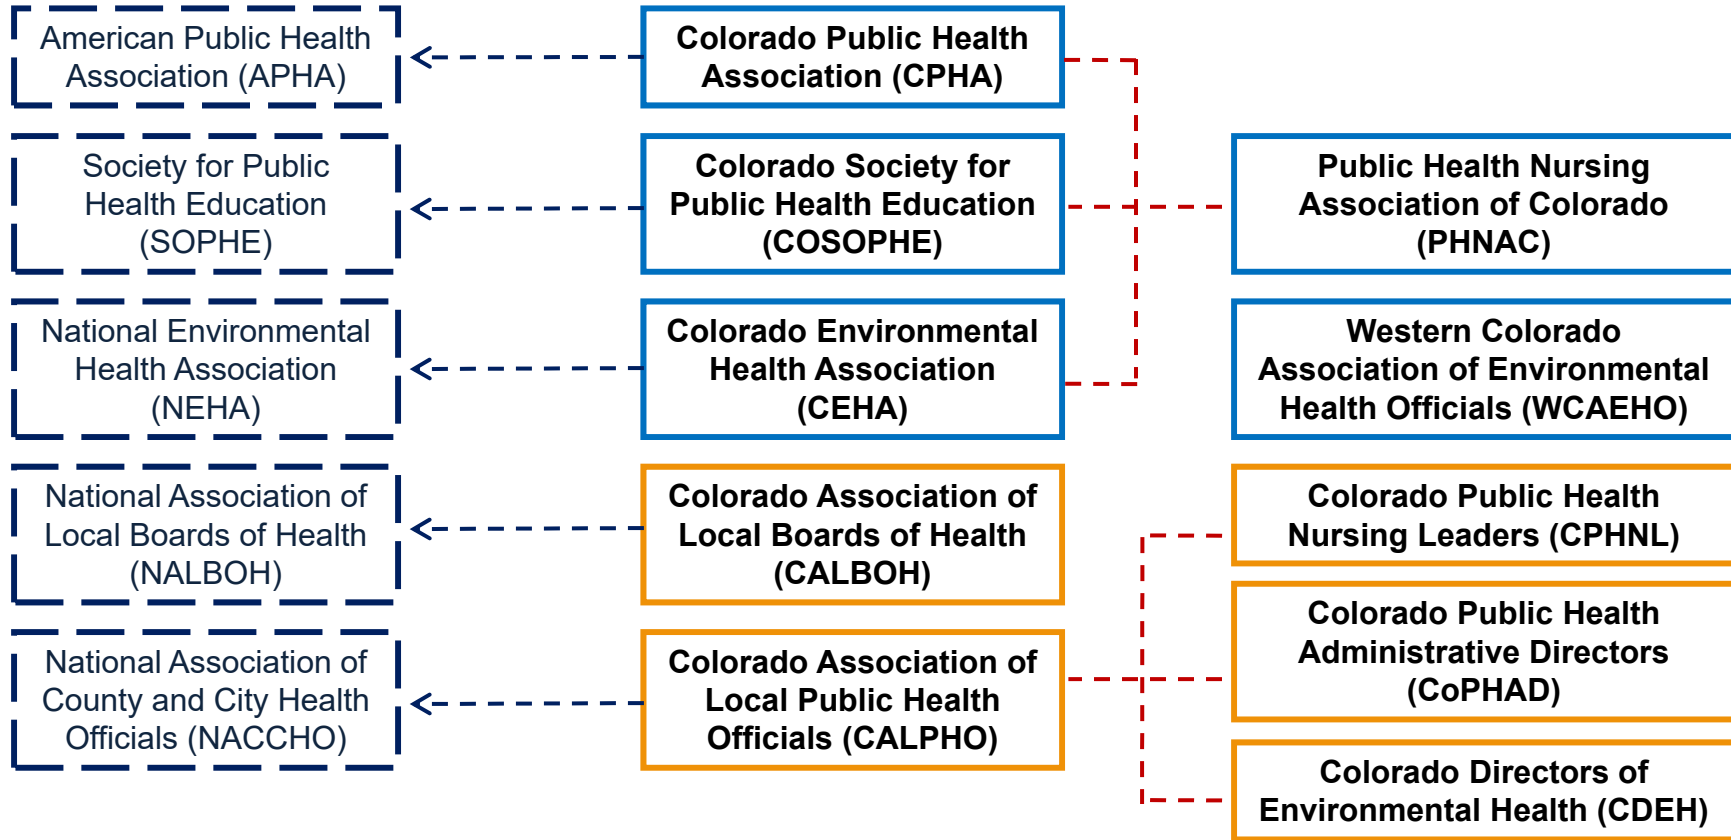 American Public Health
Association (APHA)
Colorado Public Health
Association (CPHA)
Society for Public
Health Education
(SOPHE)
Colorado Society for
Public Health Education
(COSOPHE)
Public Health Nursing
Association of Colorado
(PHNAC)
National Environmental
Health Association
(NEHA)
Colorado Environmental
Health Association
(CEHA)
Western Colorado
Association of Environmental
Health Officials (WCAEHO)
National Association of
Local Boards of Health
(NALBOH)
Colorado Association of
Local Boards of Health
(CALBOH)
Colorado Public Health
Nursing Leaders (CPHNL)
National Association of
County and City Health
Officials (NACCHO)
Colorado Association of
Local Public Health
Officials (CALPHO)
Colorado Public Health
Administrative Directors
(CoPHAD)
Colorado Directors of
Environmental Health (CDEH)